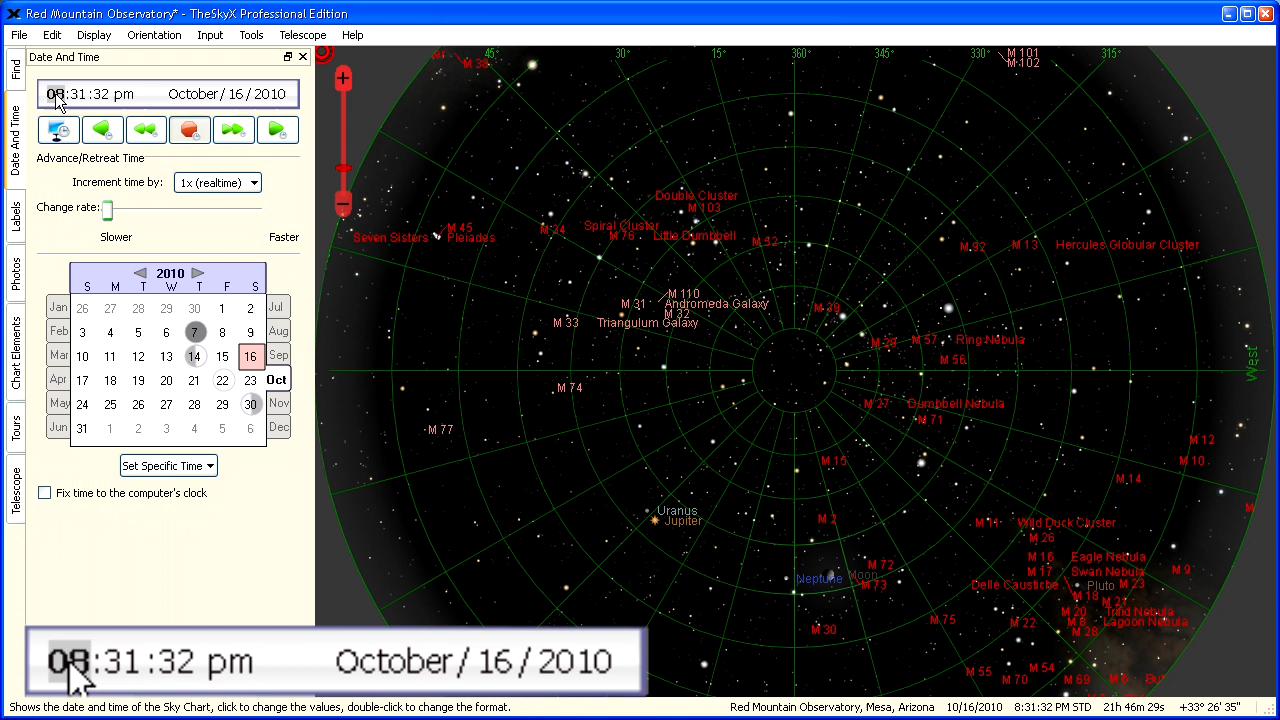 Red Mountain Observatory* - TheSkyX Professional Edition
File Edit Display Orientation Input Tools Telescope Help
Date And Time
08:31:32 pm October/16/2010
Advance/Retreat Time
Increment time by: 1x (realtime)
Change rate:
Slower Faster
2010
S M T W T F S
Jan 26 27 28 29 30 1 2 Jul
Feb 3 4 5 6 7 8 9 Aug
Mar 10 11 12 13 14 15 16 Sep
Apr 17 18 19 20 21 22 23 Oct
May 24 25 26 27 28 29 30 Nov
Jun 31 1 2 3 4 5 6 Dec
Set Specific Time
Fix time to the computer's clock
Find
Date And Time
Labels
Photos
Chart Elements
Tours
Telescope
45° 30° 15° 360° 345° 330° 315°
M 38
M 101
M 102
Double Cluster
M 103
Spiral Cluster
M 76 Little Dumbbell
M 52
M 34
M 45
Seven Sisters Pleiades
M 92
M 13 Hercules Globular Cluster
M 110
M 31 Andromeda Galaxy
M 32
M 33 Triangulum Galaxy
M 39
M 29
M 57 Ring Nebula
M 56
West
M 74
M 27 Dumbbell Nebula
M 71
M 77
M 12
M 10
M 15
M 14
Uranus
Jupiter
M 2
M 11 Wild Duck Cluster
M 26
M 16 Eagle Nebula
M 17 Swan Nebula
M 9
Delle Caustiche
Pluto
M 23
M 18
M 21
M 20 Trifid Nebula
M 8 Lagoon Nebula
M 28
M 22
M 72
Neptune Moon
M 73
M 75
M 30
M 54
M 55
M 70
M 69
M 6
08:31:32 pm October/16/2010
Shows the date and time of the Sky Chart, click to change the values, double-click to change the format.
Red Mountain Observatory, Mesa, Arizona 10/16/2010 8:31:32 PM STD 21h 46m 29s +33° 26' 35"